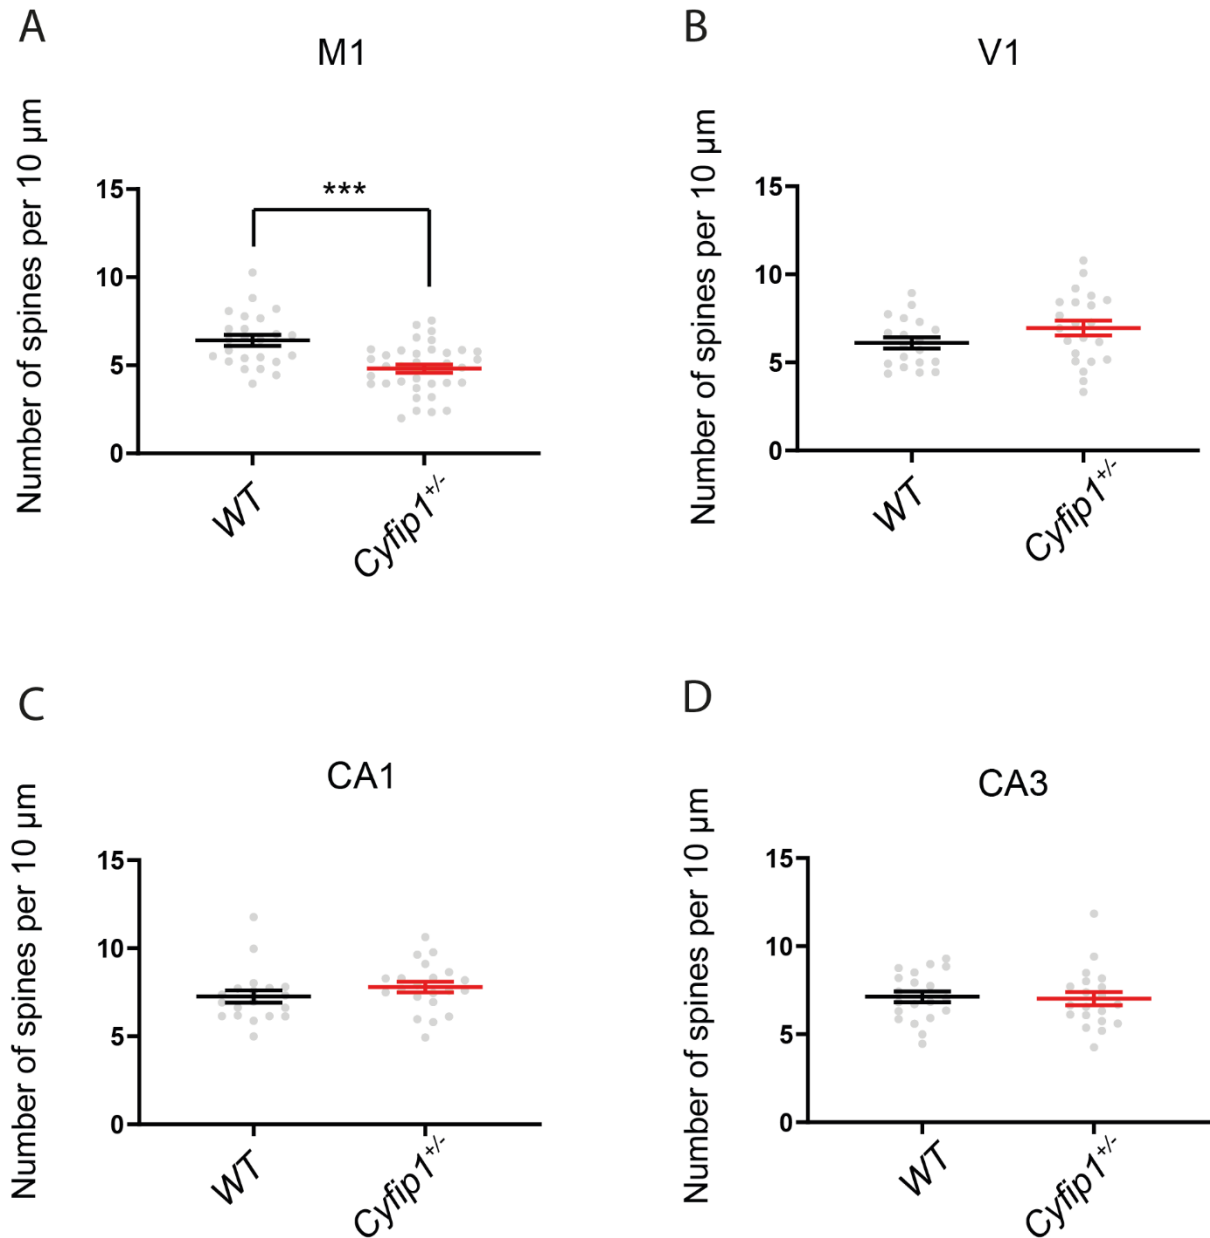 A
M1
Number of spines per 10 µm
15
10
5
0
***
WT
Cyfip1+/-
B
V1
Number of spines per 10 µm
15
10
5
0
WT
Cyfip1+/-
C
CA1
Number of spines per 10 µm
15
10
5
0
WT
Cyfip1+/-
D
CA3
Number of spines per 10 µm
15
10
5
0
WT
Cyfip1+/-